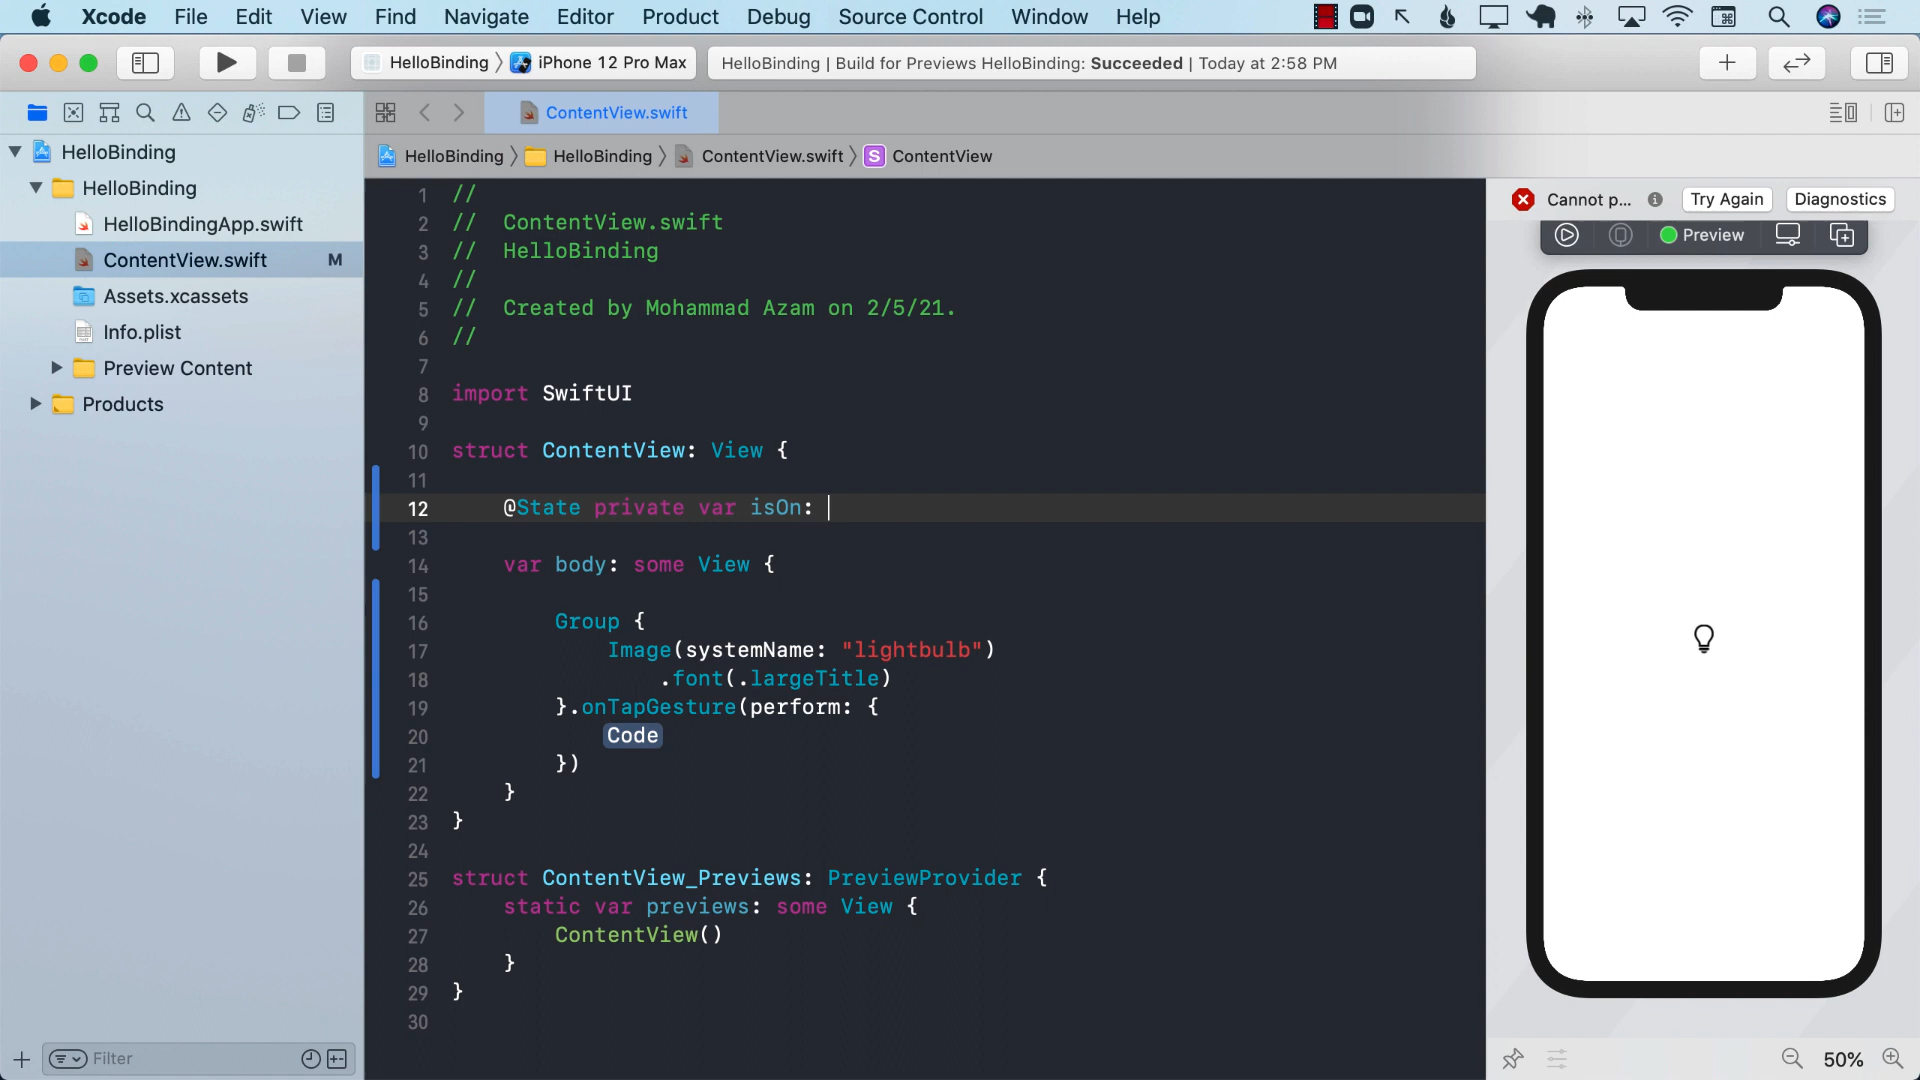 Xcode File Edit View Find Navigate Editor Product Debug Source Control Window Help
HelloBinding iPhone 12 Pro Max HelloBinding | Build for Previews HelloBinding: Succeeded | Today at 2:58 PM
ContentView.swift
HelloBinding HelloBinding ContentView.swift S ContentView
HelloBinding
HelloBinding
HelloBindingApp.swift
ContentView.swift M
Assets.xcassets
Info.plist
Preview Content
Products
Filter
1 //
2 // ContentView.swift
3 // HelloBinding
4 //
5 // Created by Mohammad Azam on 2/5/21.
6 //
7
8 import SwiftUI
9
10 struct ContentView: View {
11
12 @State private var isOn:
13
14 var body: some View {
15
16 Group {
17 Image(systemName: "lightbulb")
18 .font(.largeTitle)
19 }.onTapGesture(perform: {
20 Code
21 })
22 }
23 }
24
25 struct ContentView_Previews: PreviewProvider {
26 static var previews: some View {
27 ContentView()
28 }
29 }
30
Cannot p... Try Again Diagnostics
Preview
50%